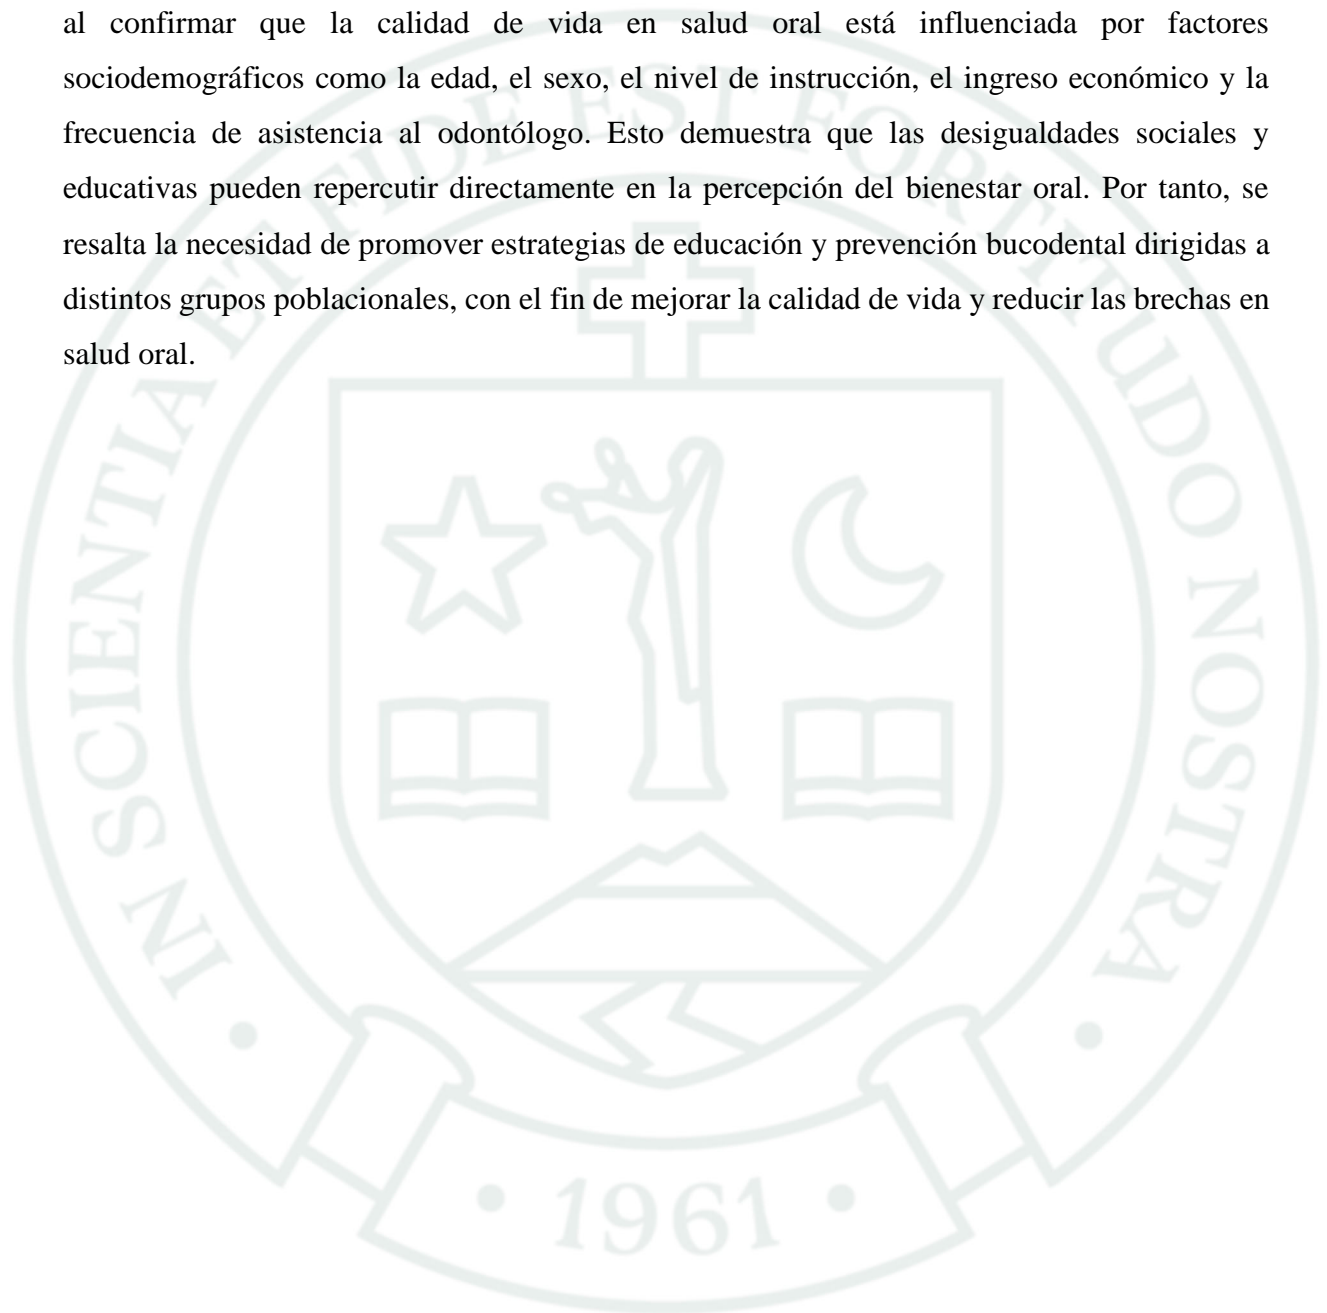 al confirmar que la calidad de vida en salud oral está influenciada por factores
sociodemográficos como la edad, el sexo, el nivel de instrucción, el ingreso económico y la
frecuencia de asistencia al odontólogo. Esto demuestra que las desigualdades sociales y
educativas pueden repercutir directamente en la percepción del bienestar oral. Por tanto, se
resalta la necesidad de promover estrategias de educación y prevención bucodental dirigidas a
distintos grupos poblacionales, con el fin de mejorar la calidad de vida y reducir las brechas en
salud oral.
IN SCIENTIA ET FIDE EST FORTITUDO NOSTRA
• 1961 •